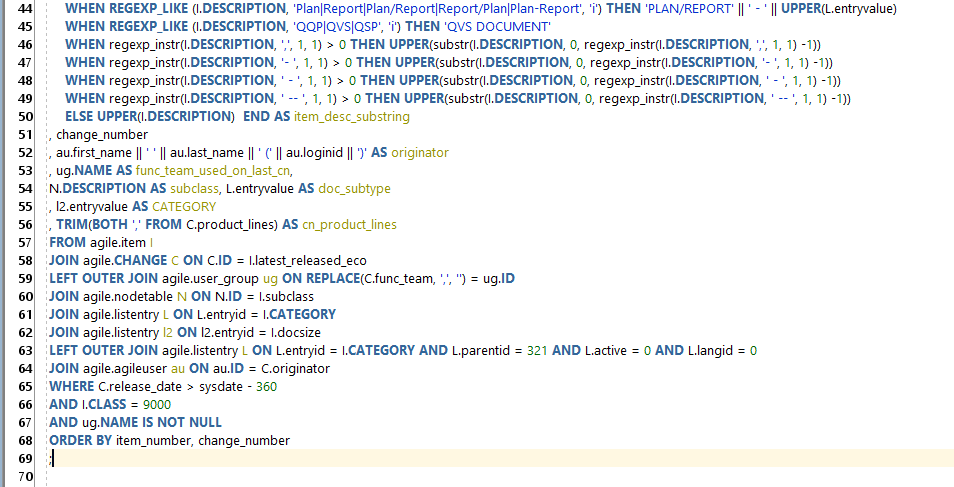 44 WHEN REGEXP_LIKE (I.DESCRIPTION, 'Plan|Report|Plan/Report|Report/Plan|Plan-Report', 'i') THEN 'PLAN/REPORT' || ' - ' || UPPER(L.entryvalue)
45 WHEN REGEXP_LIKE (I.DESCRIPTION, 'QQP|QVS|QSP', 'i') THEN 'QVS DOCUMENT'
46 WHEN regexp_instr(I.DESCRIPTION, ',', 1, 1) > 0 THEN UPPER(substr(I.DESCRIPTION, 0, regexp_instr(I.DESCRIPTION, ',', 1, 1) -1))
47 WHEN regexp_instr(I.DESCRIPTION, '- ', 1, 1) > 0 THEN UPPER(substr(I.DESCRIPTION, 0, regexp_instr(I.DESCRIPTION, '- ', 1, 1) -1))
48 WHEN regexp_instr(I.DESCRIPTION, ' - ', 1, 1) > 0 THEN UPPER(substr(I.DESCRIPTION, 0, regexp_instr(I.DESCRIPTION, ' - ', 1, 1) -1))
49 WHEN regexp_instr(I.DESCRIPTION, ' -- ', 1, 1) > 0 THEN UPPER(substr(I.DESCRIPTION, 0, regexp_instr(I.DESCRIPTION, ' -- ', 1, 1) -1))
50 ELSE UPPER(I.DESCRIPTION)  END AS item_desc_substring
51 , change_number
52 , au.first_name || ' ' || au.last_name || ' (' || au.loginid || ')' AS originator
53 , ug.NAME AS func_team_used_on_last_cn,
54 N.DESCRIPTION AS subclass, L.entryvalue AS doc_subtype
55 , l2.entryvalue AS CATEGORY
56 , TRIM(BOTH ',' FROM C.product_lines) AS cn_product_lines
57 FROM agile.item I
58 JOIN agile.CHANGE C ON C.ID = I.latest_released_eco
59 LEFT OUTER JOIN agile.user_group ug ON REPLACE(C.func_team, ',', '') = ug.ID
60 JOIN agile.nodetable N ON N.ID = I.subclass
61 JOIN agile.listentry L ON L.entryid = I.CATEGORY
62 JOIN agile.listentry l2 ON l2.entryid = I.docsize
63 LEFT OUTER JOIN agile.listentry L ON L.entryid = I.CATEGORY AND L.parentid = 321 AND L.active = 0 AND L.langid = 0
64 JOIN agile.agileuser au ON au.ID = C.originator
65 WHERE C.release_date > sysdate - 360
66 AND I.CLASS = 9000
67 AND ug.NAME IS NOT NULL
68 ORDER BY item_number, change_number
69 ;
70